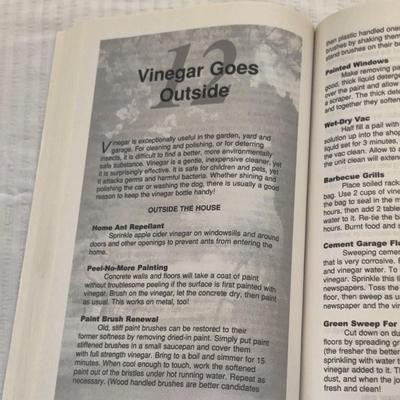 12
Vinegar Goes
Outside
Vinegar is exceptionally useful in the garden, yard and
garage. For cleaning and polishing, or for deterring
insects, it is difficult to find a better, more environmentally
safe substance. Vinegar is a gentle, inexpensive cleaner, yet
it is surprisingly effective. It is safe for children and pets, yet
it attacks germs and harmful bacteria. Whether shining and
polishing the car or washing the dog, there is usually a good
reason to keep the vinegar bottle handy!
OUTSIDE THE HOUSE
Home Ant Repellant
Sprinkle apple cider vinegar on windowsills and around
doors and other openings to prevent ants from entering the
home.
Peel-No-More Painting
Concrete walls and floors will take a coat of paint
without troublesome peeling if the surface is first painted with
vinegar. Brush on the vinegar, let the concrete dry, then paint
as usual. This works on metal, too!
Paint Brush Renewal
Old, stiff paint brushes can be restored to their
former softness by removing dried-in paint. Simply put paint
stiffened brushes in a small saucepan and cover them
with full strength vinegar. Bring to a boil and simmer for 15
minutes. When cool enough to touch, work the softened
paint out of the bristles under hot running water. Repeat as
necessary. (Wood handled brushes are better candidates
then plastic handled ones
brushes by shaking them
stand brushes on their
Painted Windows
Make removing pa
good, thick liquid deterge
over the paint and allow
a scraper. The thick dete
and together they soften
Wet-Dry Vac
Half fill a pail with
solution up into the shop
liquid set for 3 minutes,
the vac clean. Allow to
the unit clean will exten
Barbecue Grills
Place soiled rack
bag. Use 2 cups of vine
the bag to seal in the m
hours, then add 2 table
water to it. Re-tie the ba
hours. Burnt food and s
Cement Garage Fl
Sweeping cemen
that is very corrosive. F
and vinegar water. To
vinegar. Sprinkle this li
newspapers. Toss the
floor, then sweep as u
newspaper and the vin
Green Sweep For
Cut down on du
floors by spreading gr
(the fresher the better
sprinkling with water
vinegar added to it. T
dust, and when the jo
fresh and clean!